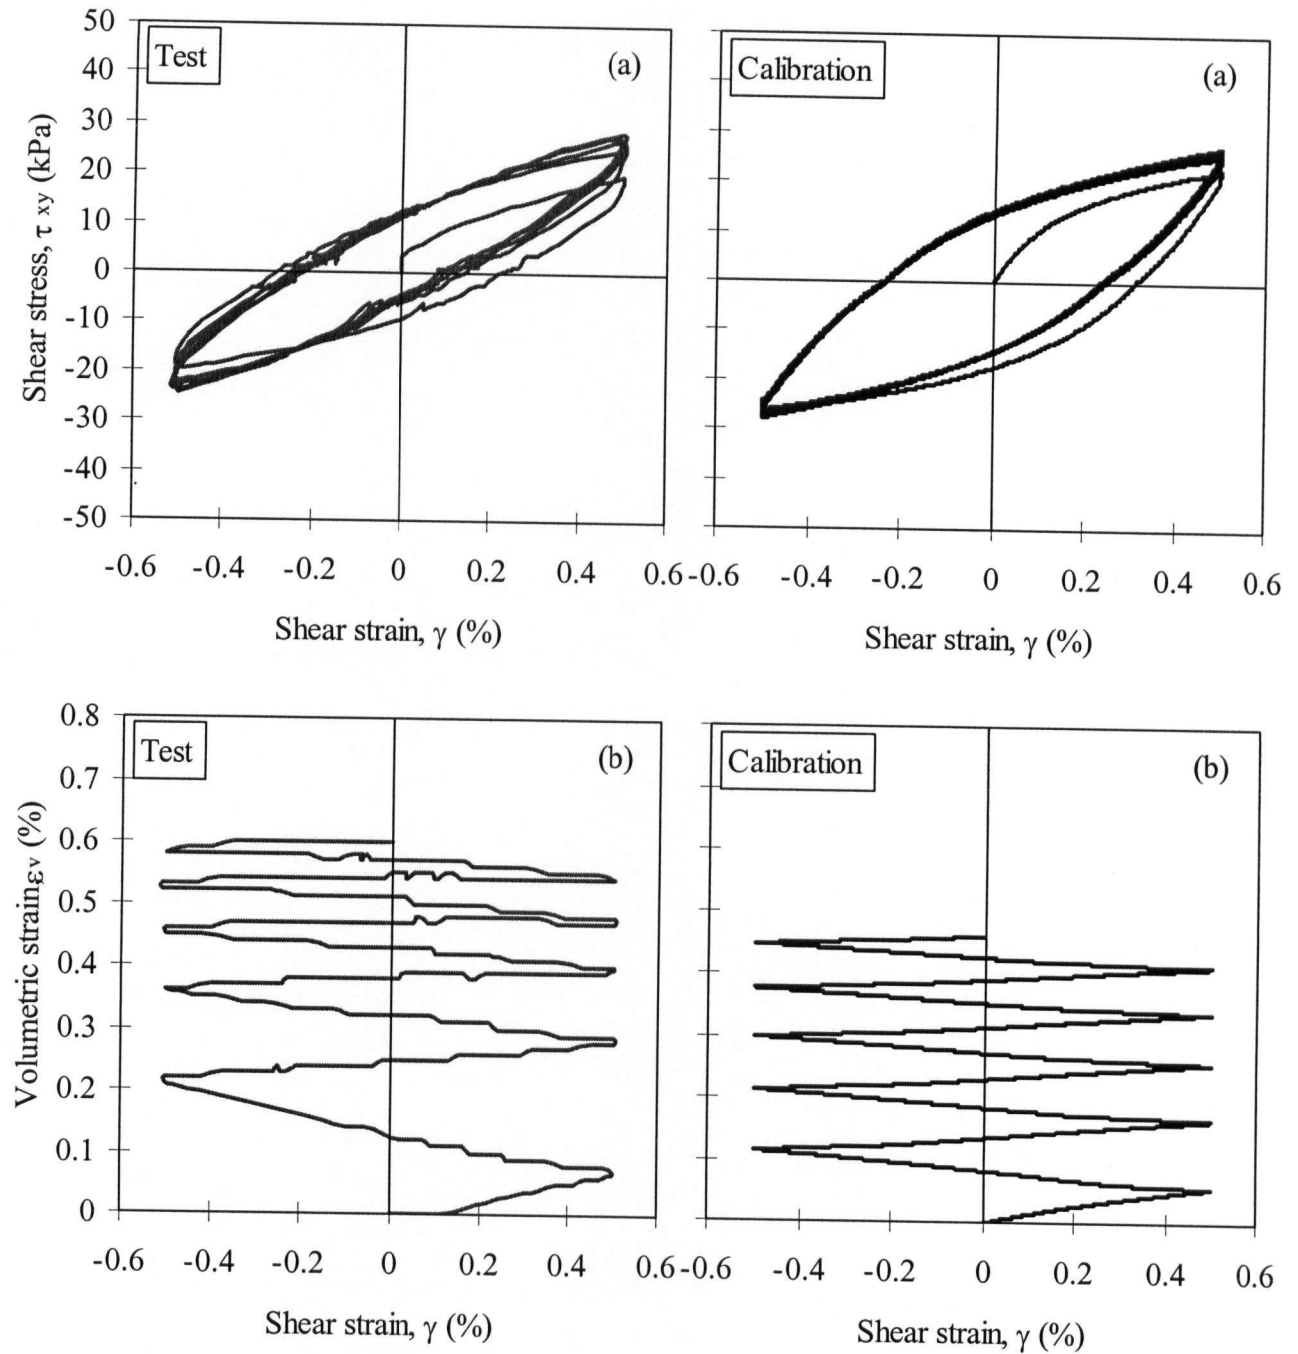 Test
(a)
Calibration
(a)
Shear stress, τ xy (kPa)
50
40
30
20
10
0
-10
-20
-30
-40
-50
-0.6 -0.4 -0.2 0 0.2 0.4 0.6
-0.6 -0.4 -0.2 0 0.2 0.4 0.6
Shear strain, γ (%)
Shear strain, γ (%)
Test
(b)
Calibration
(b)
Volumetric strain εv (%)
0.8
0.7
0.6
0.5
0.4
0.3
0.2
0.1
0
-0.6 -0.4 -0.2 0 0.2 0.4 0.6
-0.6 -0.4 -0.2 0 0.2 0.4 0.6
Shear strain, γ (%)
Shear strain, γ (%)